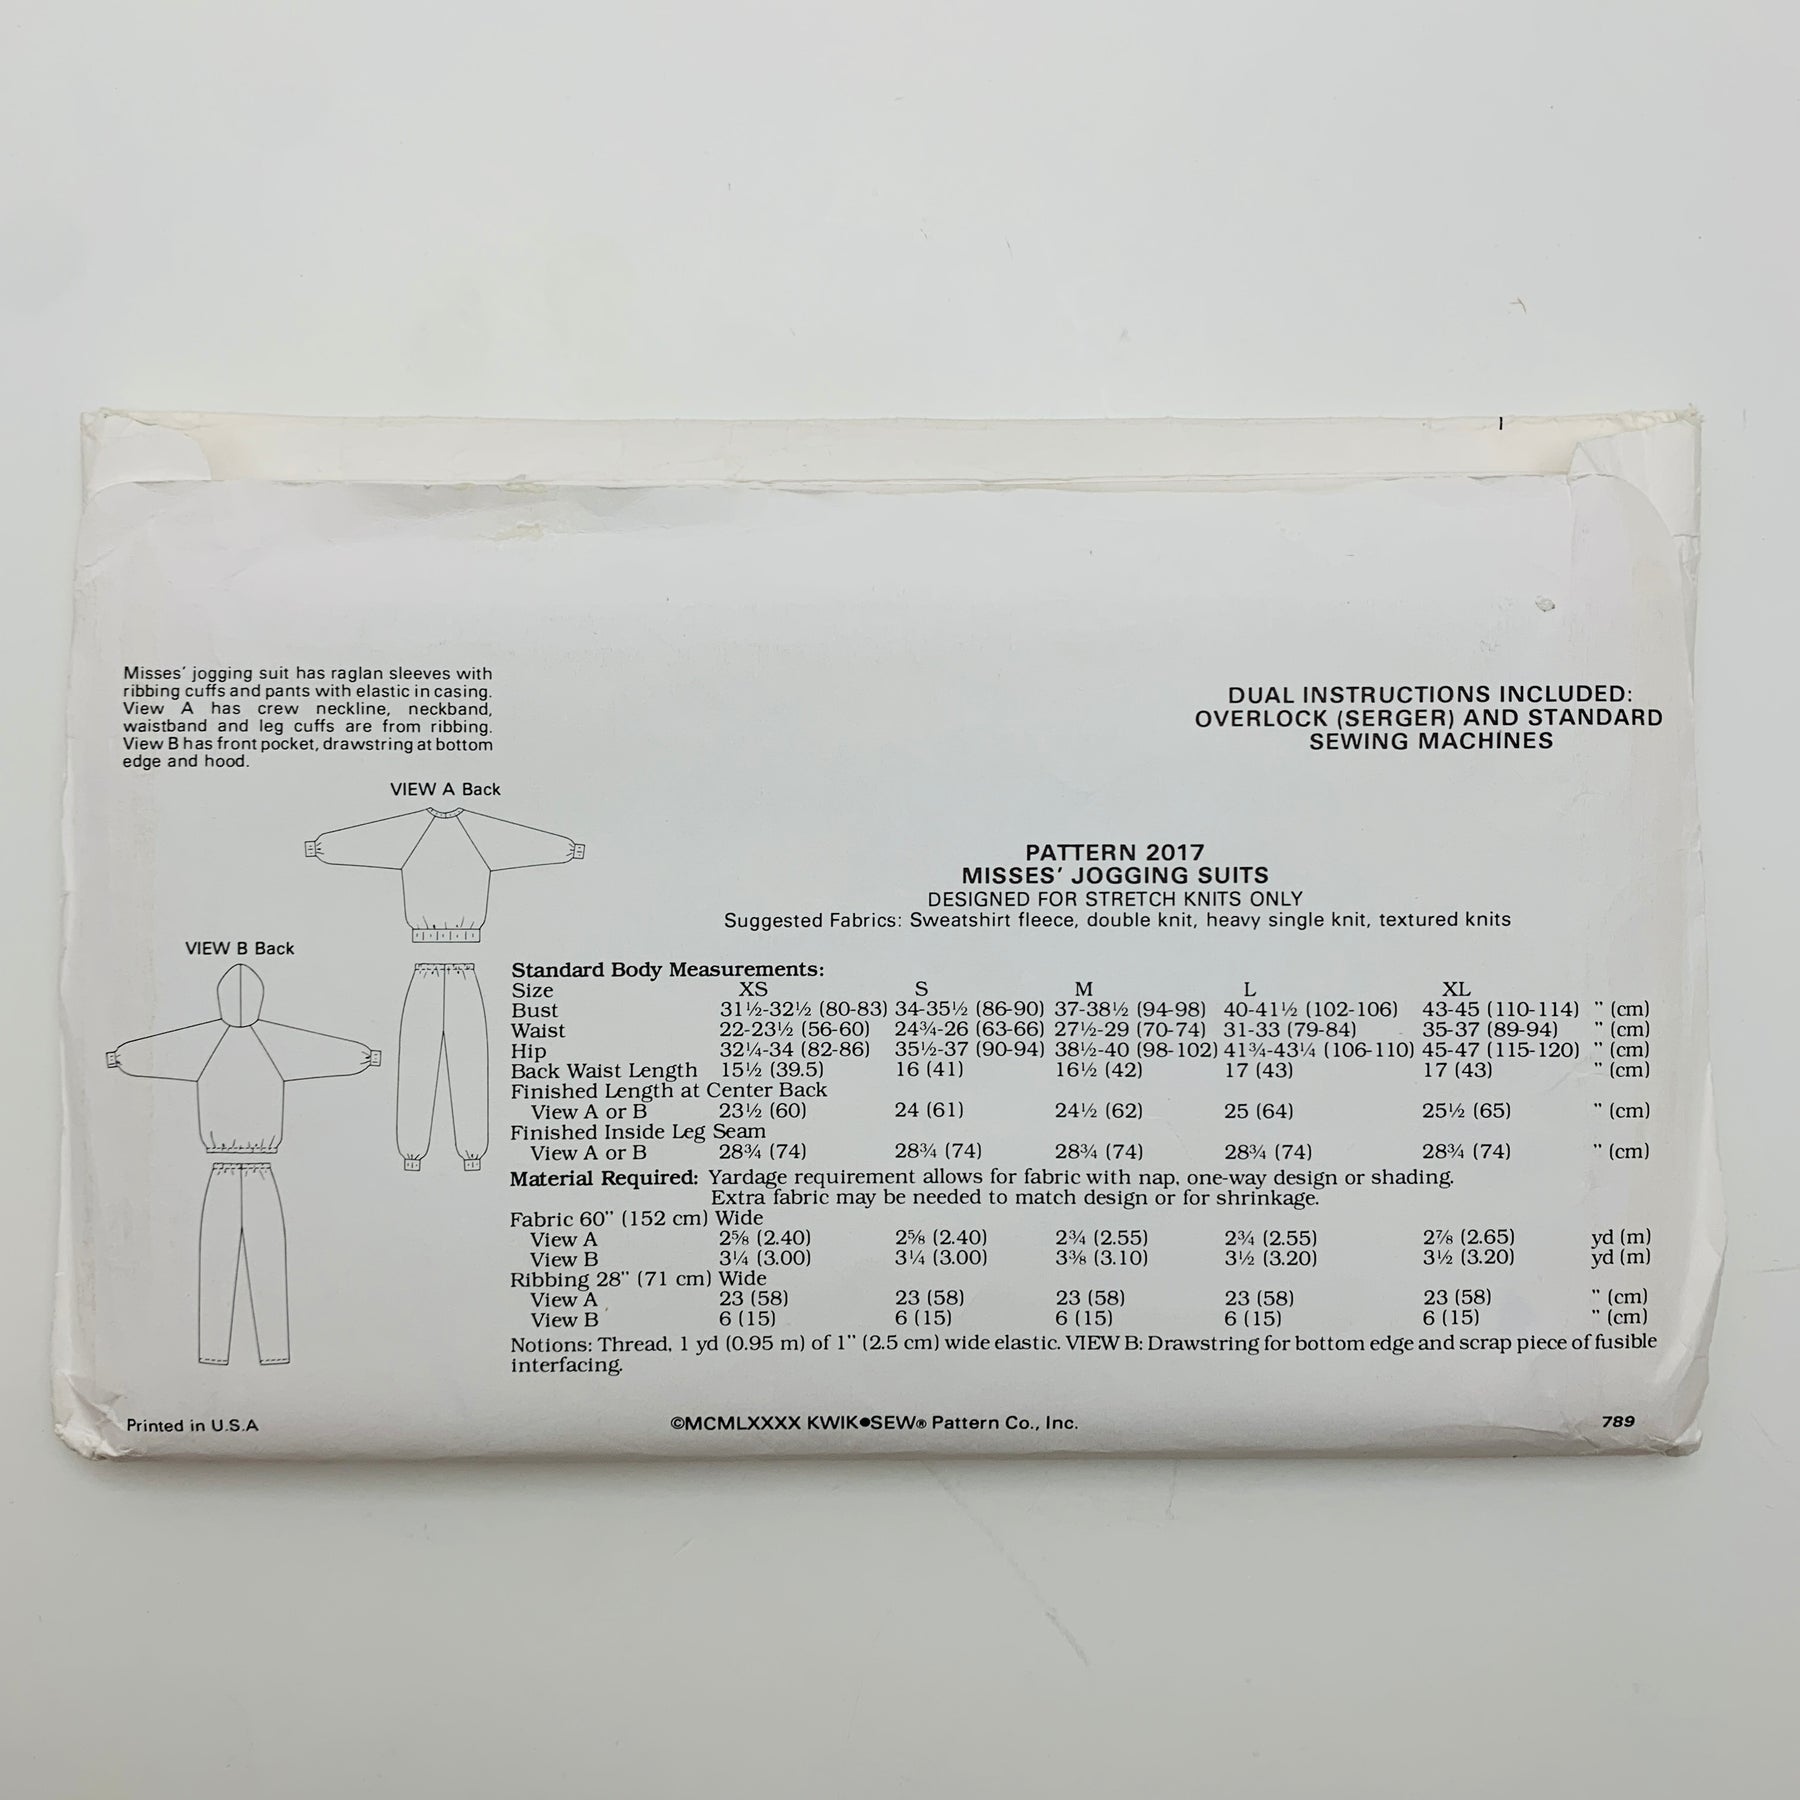 Misses' jogging suit has raglan sleeves with
ribbing cuffs and pants with elastic in casing.
View A has crew neckline, neckband,
waistband and leg cuffs are from ribbing.
View B has front pocket, drawstring at bottom
edge and hood.
DUAL INSTRUCTIONS INCLUDED:
OVERLOCK (SERGER) AND STANDARD
SEWING MACHINES
VIEW A Back
VIEW B Back
PATTERN 2017
MISSES' JOGGING SUITS
DESIGNED FOR STRETCH KNITS ONLY
Suggested Fabrics: Sweatshirt fleece, double knit, heavy single knit, textured knits
Standard Body Measurements:
Size XS S M L XL
Bust 31½-32½ (80-83) 34-35½ (86-90) 37-38½ (94-98) 40-41½ (102-106) 43-45 (110-114) " (cm)
Waist 22-23½ (56-60) 24¾-26 (63-66) 27½-29 (70-74) 31-33 (79-84) 35-37 (89-94) " (cm)
Hip 32¼-34 (82-86) 35½-37 (90-94) 38½-40 (98-102) 41¾-43¼ (106-110) 45-47 (115-120) " (cm)
Back Waist Length 15½ (39.5) 16 (41) 16½ (42) 17 (43) 17 (43) " (cm)
Finished Length at Center Back
View A or B 23½ (60) 24 (61) 24½ (62) 25 (64) 25½ (65) " (cm)
Finished Inside Leg Seam
View A or B 28¾ (74) 28¾ (74) 28¾ (74) 28¾ (74) 28¾ (74) " (cm)
Material Required: Yardage requirement allows for fabric with nap, one-way design or shading.
Extra fabric may be needed to match design or for shrinkage.
Fabric 60" (152 cm) Wide
View A 2⅝ (2.40) 2⅝ (2.40) 2¾ (2.55) 2¾ (2.55) 2⅞ (2.65) yd (m)
View B 3¼ (3.00) 3¼ (3.00) 3⅜ (3.10) 3½ (3.20) 3½ (3.20) yd (m)
Ribbing 28" (71 cm) Wide
View A 23 (58) 23 (58) 23 (58) 23 (58) 23 (58) " (cm)
View B 6 (15) 6 (15) 6 (15) 6 (15) 6 (15) " (cm)
Notions: Thread, 1 yd (0.95 m) of 1" (2.5 cm) wide elastic. VIEW B: Drawstring for bottom edge and scrap piece of fusible
interfacing.
Printed in U.S.A
©MCMLXXXX KWIK●SEW® Pattern Co., Inc.
789